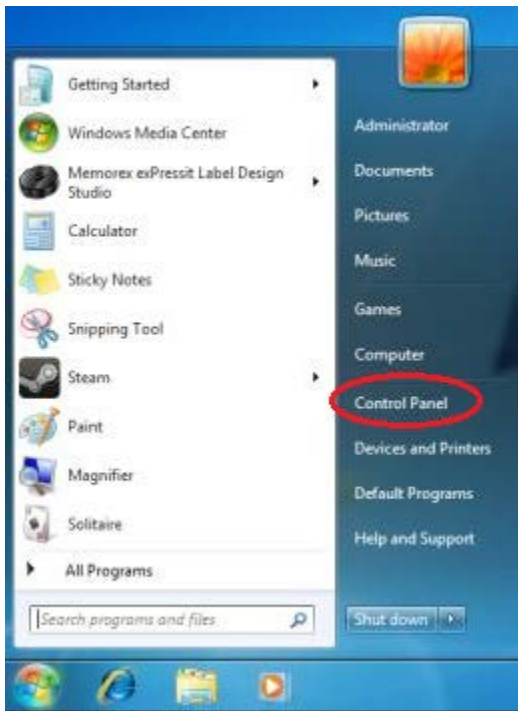 Getting Started
Windows Media Center
Memorex exPressit Label Design
Studio
Calculator
Sticky Notes
Snipping Tool
Steam
Paint
Magnifier
Solitaire
All Programs
Search programs and files
Administrator
Documents
Pictures
Music
Games
Computer
Control Panel
Devices and Printers
Default Programs
Help and Support
Shut down